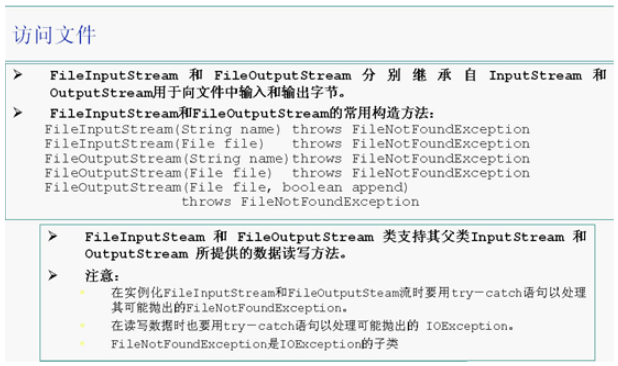 访问文件
➢ FileInputStream 和 FileOutputStream 分别继承自 InputStream 和
OutputStream用于向文件中输入和输出字节。
➢ FileInputStream和FileOutputStream的常用构造方法：
FileInputStream(String name) throws FileNotFoundException
FileInputStream(File file) throws FileNotFoundException
FileOutputStream(String name)throws FileNotFoundException
FileOutputStream(File file) throws FileNotFoundException
FileOutputStream(File file, boolean append)
throws FileNotFoundException
➢ FileInputSteam 和 FileOutputStream 类支持其父类InputStream 和
OutputStream 所提供的数据读写方法。
➢ 注意：
• 在实例化FileInputStream和FileOutputSteam流时要用try－catch语句以处理
其可能抛出的FileNotFoundException。
• 在读写数据时也要用try－catch语句以处理可能抛出的 IOException。
• FileNotFoundException是IOException的子类